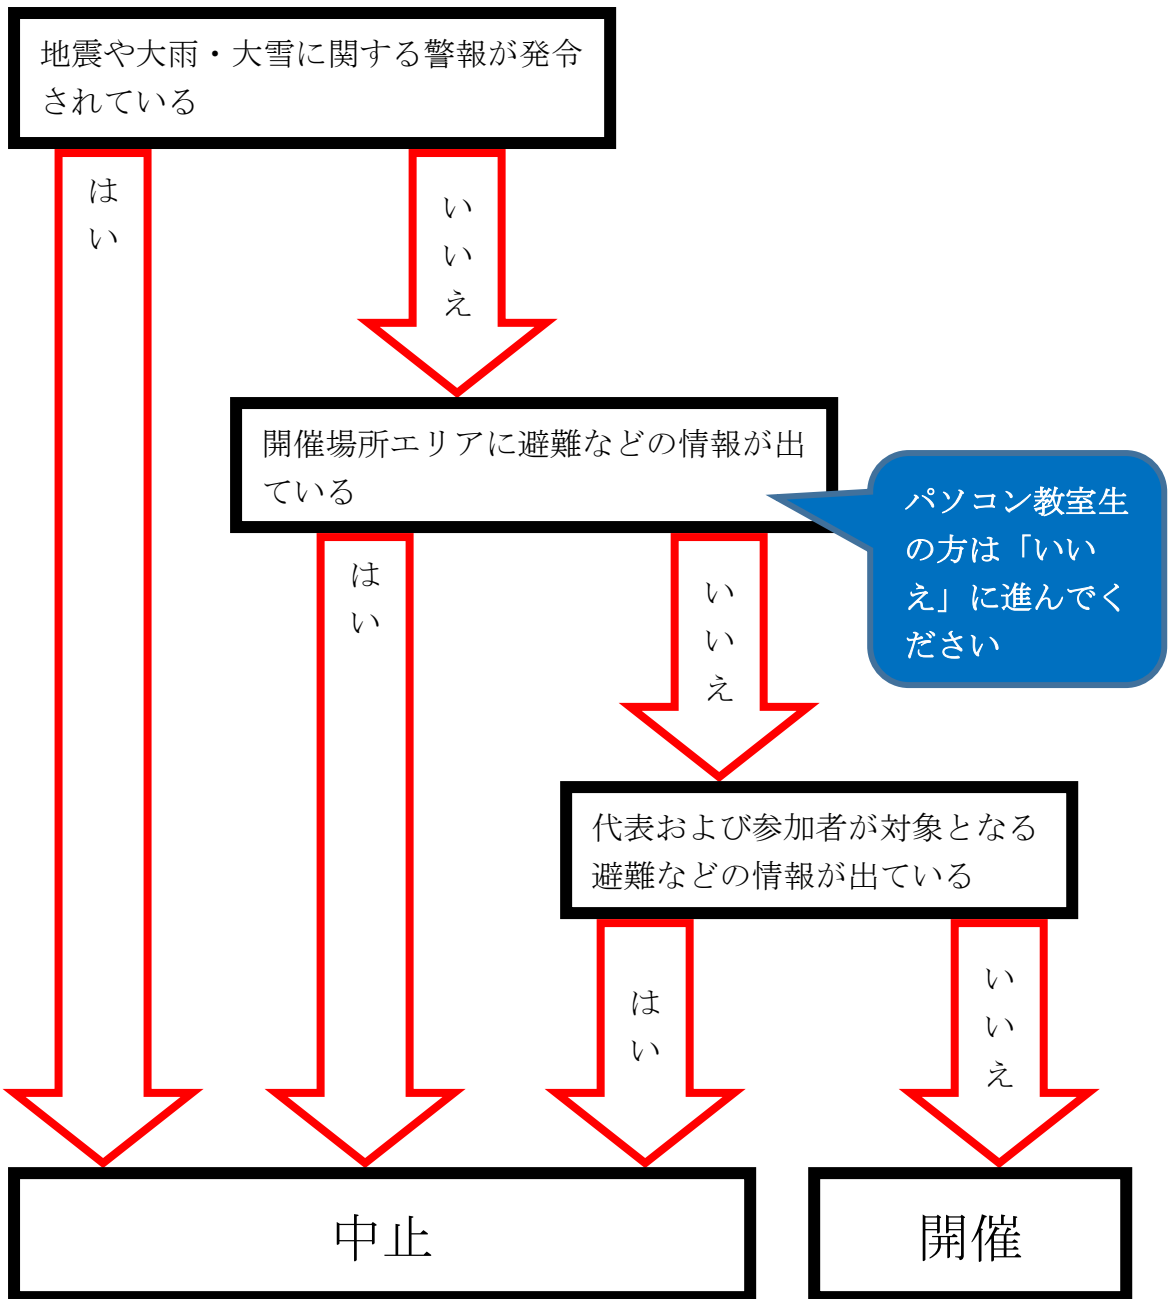 地震や大雨・大雪に関する警報が発令
されている
はい
いいえ
開催場所エリアに避難などの情報が出
ている
パソコン教室生
の方は「いい
え」に進んでく
ださい
はい
いいえ
代表および参加者が対象となる
避難などの情報が出ている
はい
いいえ
中止
開催